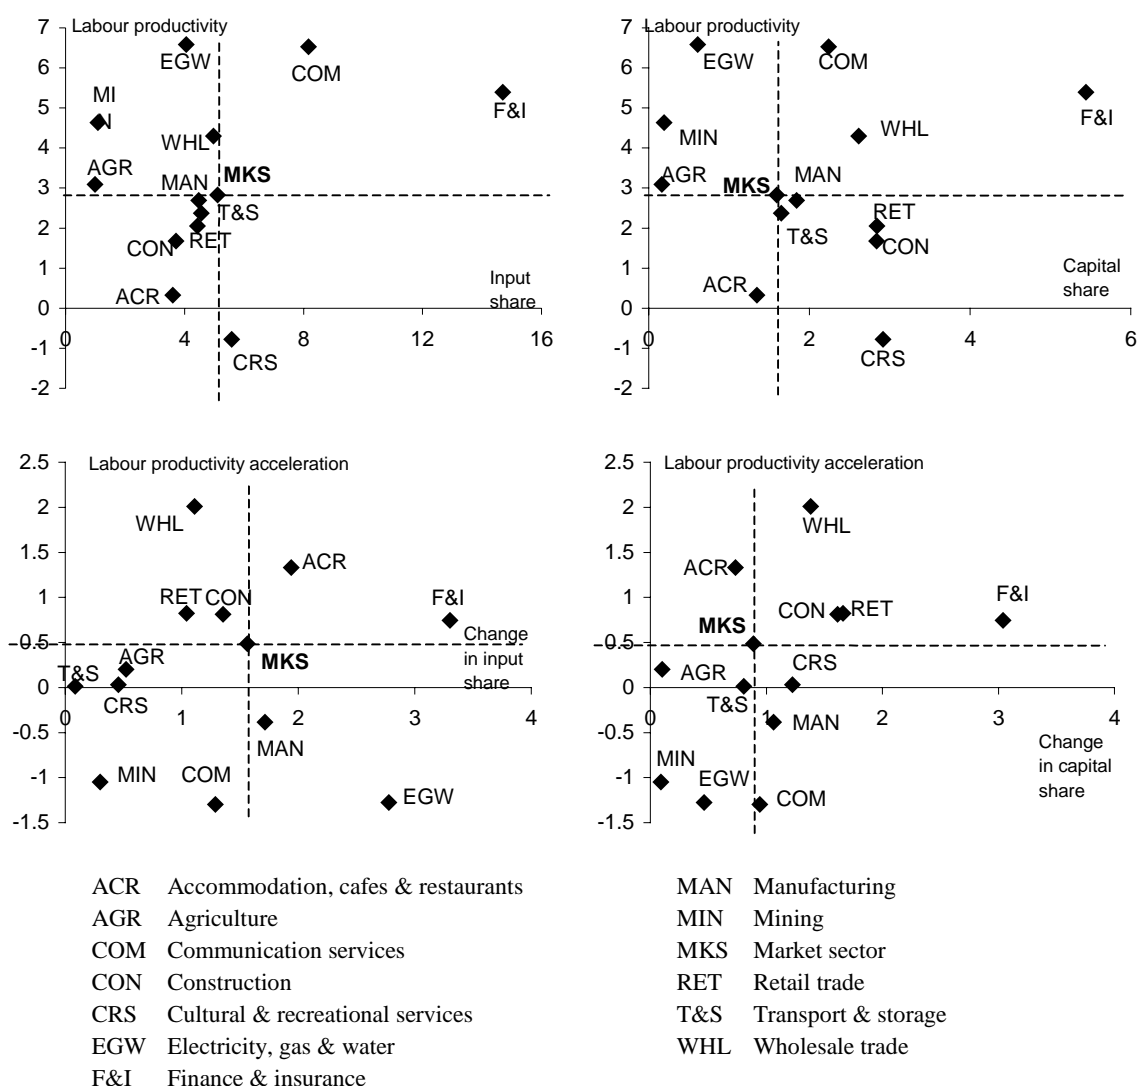 Labour productivity
7
6
5
4
3
2
1
0
-1
-2
EGW
COM
MI
N
F&I
WHL
AGR
MAN
MKS
T&S
CON
RET
ACR
CRS
Input
share
0
4
8
12
16
Labour productivity
7
6
5
4
3
2
1
0
-1
-2
EGW
COM
F&I
MIN
WHL
AGR
MKS
MAN
RET
T&S
CON
ACR
CRS
Capital
share
0
2
4
6
Labour productivity acceleration
2.5
2
1.5
1
0.5
0
-0.5
-1
-1.5
WHL
ACR
RET
CON
F&I
MKS
AGR
T&S
CRS
MAN
MIN
COM
EGW
Change
in input
share
0
1
2
3
4
Labour productivity acceleration
2.5
2
1.5
1
0.5
0
-0.5
-1
-1.5
WHL
ACR
CON
RET
F&I
MKS
AGR
CRS
T&S
MAN
MIN
EGW
COM
Change
in capital
share
0
1
2
3
4
ACR Accommodation, cafes & restaurants
AGR Agriculture
COM Communication services
CON Construction
CRS Cultural & recreational services
EGW Electricity, gas & water
F&I Finance & insurance
MAN Manufacturing
MIN Mining
MKS Market sector
RET Retail trade
T&S Transport & storage
WHL Wholesale trade